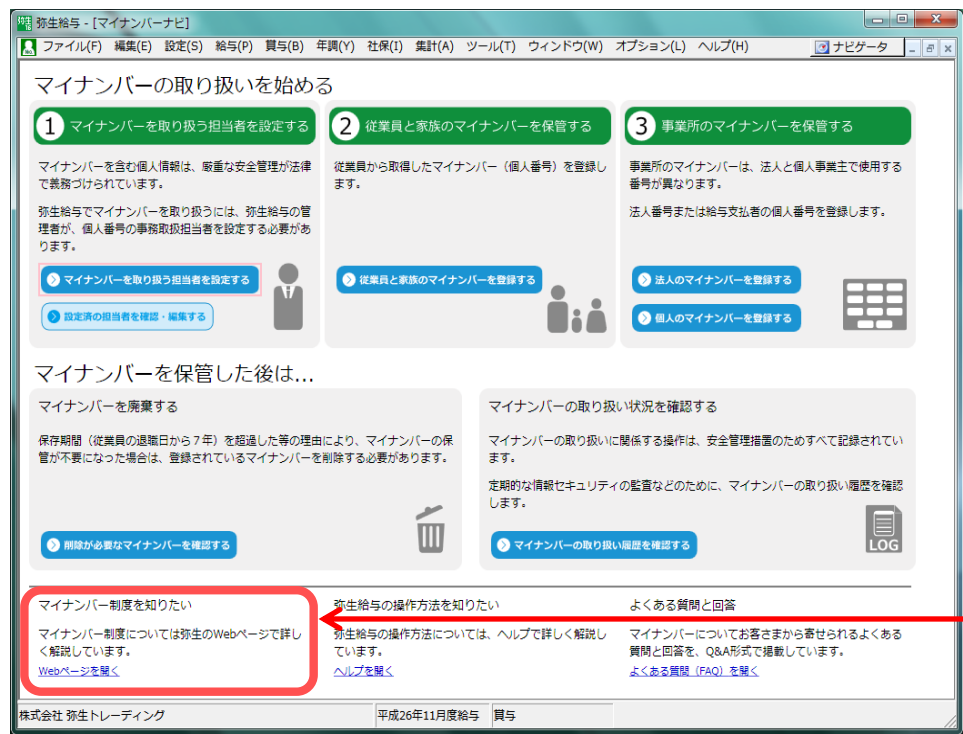 弥生給与 - [マイナンバーナビ]
ファイル(F) 編集(E) 設定(S) 給与(P) 賞与(B) 年調(Y) 社保(I) 集計(A) ツール(T) ウィンドウ(W) オプション(L) ヘルプ(H) ナビゲータ
マイナンバーの取り扱いを始める
1 マイナンバーを取り扱う担当者を設定する
マイナンバーを含む個人情報は、厳重な安全管理が法律
で義務づけられています。
弥生給与でマイナンバーを取り扱うには、弥生給与の管
理者が、個人番号の事務取扱担当者を設定する必要があ
ります。
マイナンバーを取り扱う担当者を設定する
設定済の担当者を確認・編集する
2 従業員と家族のマイナンバーを保管する
従業員から取得したマイナンバー（個人番号）を登録し
ます。
従業員と家族のマイナンバーを登録する
3 事業所のマイナンバーを保管する
事業所のマイナンバーは、法人と個人事業主で使用する
番号が異なります。
法人番号または給与支払者の個人番号を登録します。
法人のマイナンバーを登録する
個人のマイナンバーを登録する
マイナンバーを保管した後は...
マイナンバーを廃棄する
保存期間（従業員の退職日から７年）を超過した等の理由により、マイナンバーの保
管が不要になった場合は、登録されているマイナンバーを削除する必要があります。
削除が必要なマイナンバーを確認する
マイナンバーの取り扱い状況を確認する
マイナンバーの取り扱いに関係する操作は、安全管理措置のためすべて記録されてい
ます。
定期的な情報セキュリティの監査などのために、マイナンバーの取り扱い履歴を確認
します。
マイナンバーの取り扱い履歴を確認する
LOG
マイナンバー制度を知りたい
マイナンバー制度については弥生のWebページで詳し
く解説しています。
Webページを開く
弥生給与の操作方法を知りたい
弥生給与の操作方法については、ヘルプで詳しく解説し
ています。
ヘルプを開く
よくある質問と回答
マイナンバーについてお客さまから寄せられるよくある
質問と回答を、Q&A形式で掲載しています。
よくある質問（FAQ）を開く
株式会社 弥生トレーディング 平成26年11月度給与 賞与